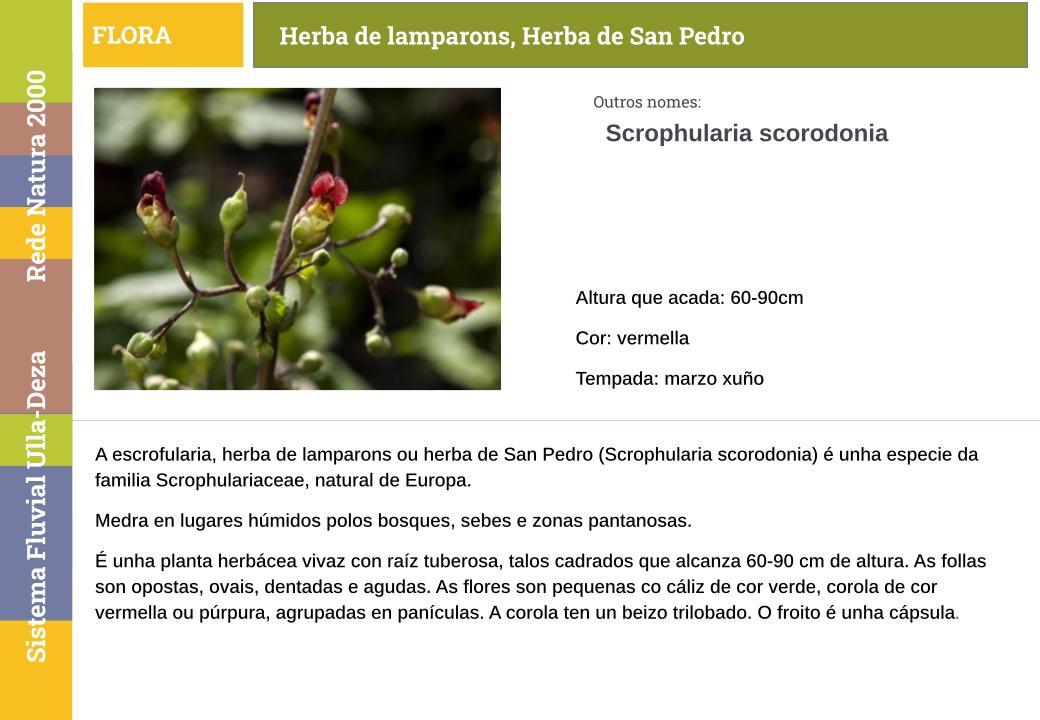 FLORA
Herba de lamparons, Herba de San Pedro
Rede Natura 2000
Sistema Fluvial Ulla-Deza
Outros nomes:
Scrophularia scorodonia
Altura que acada: 60-90cm
Cor: vermella
Tempada: marzo xuño
A escrofularia, herba de lamparons ou herba de San Pedro (Scrophularia scorodonia) é unha especie da
familia Scrophulariaceae, natural de Europa.
Medra en lugares húmidos polos bosques, sebes e zonas pantanosas.
É unha planta herbácea vivaz con raíz tuberosa, talos cadrados que alcanza 60-90 cm de altura. As follas
son opostas, ovais, dentadas e agudas. As flores son pequenas co cáliz de cor verde, corola de cor
vermella ou púrpura, agrupadas en panículas. A corola ten un beizo trilobado. O froito é unha cápsula.